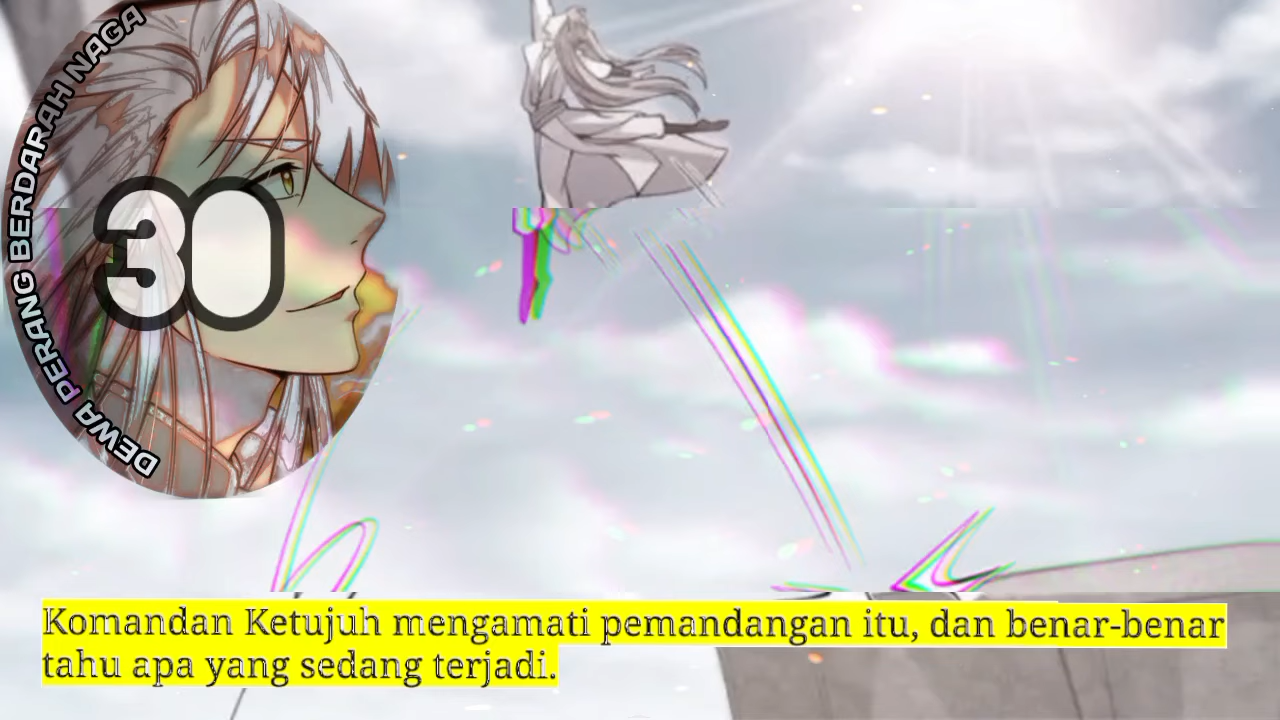 DEWA PERANG BERDARAH NAGA
30
Komandan Ketujuh mengamati pemandangan itu, dan benar-benar
tahu apa yang sedang terjadi.